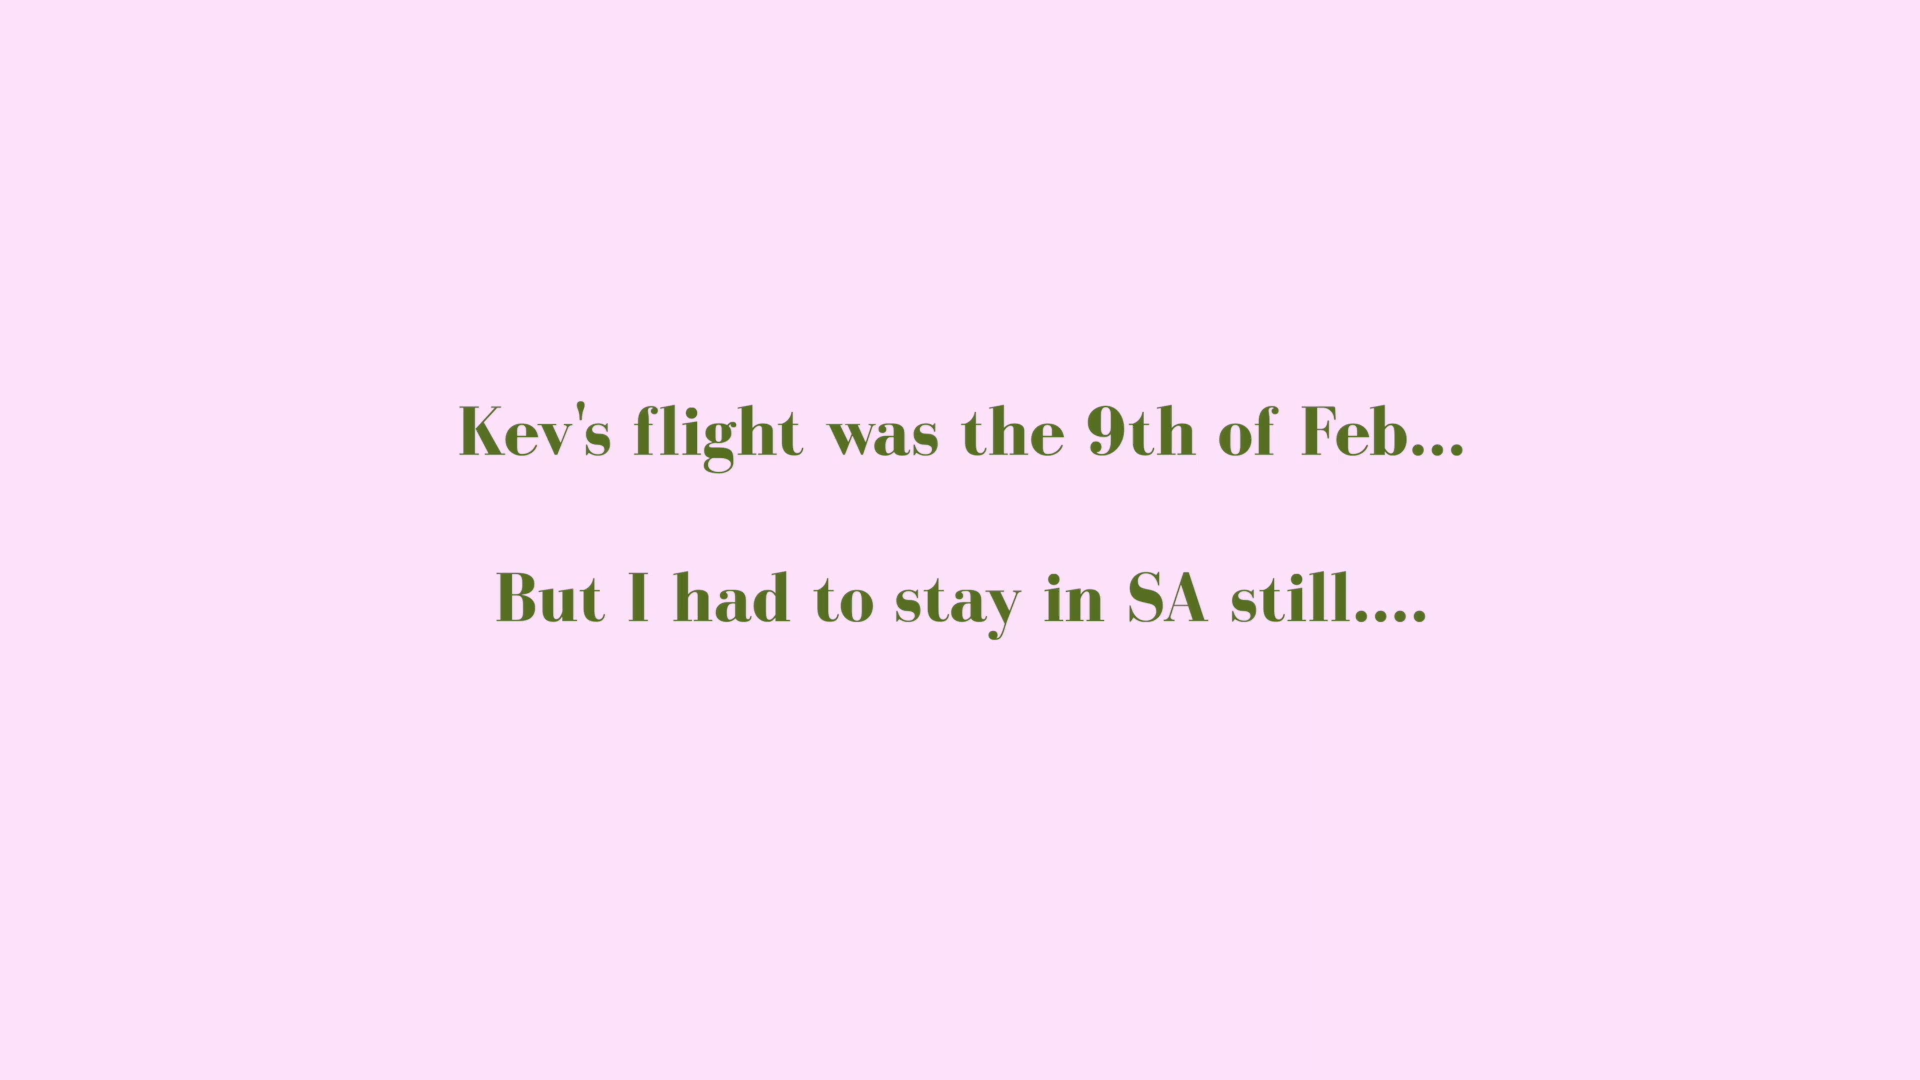 Kev's flight was the 9th of Feb...
But I had to stay in SA still....